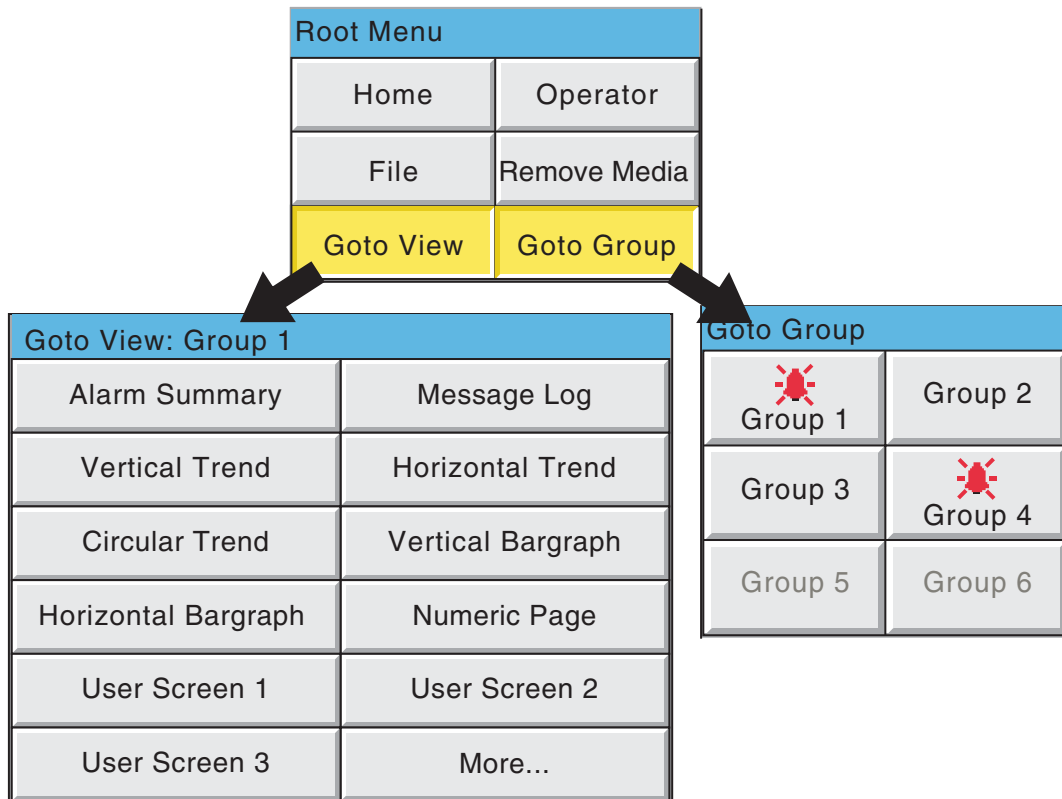 Root Menu
Home Operator
File Remove Media
Goto View Goto Group
Goto View: Group 1
Alarm Summary Message Log
Vertical Trend Horizontal Trend
Circular Trend Vertical Bargraph
Horizontal Bargraph Numeric Page
User Screen 1 User Screen 2
User Screen 3 More...
Goto Group
Group 1 Group 2
Group 3 Group 4
Group 5 Group 6